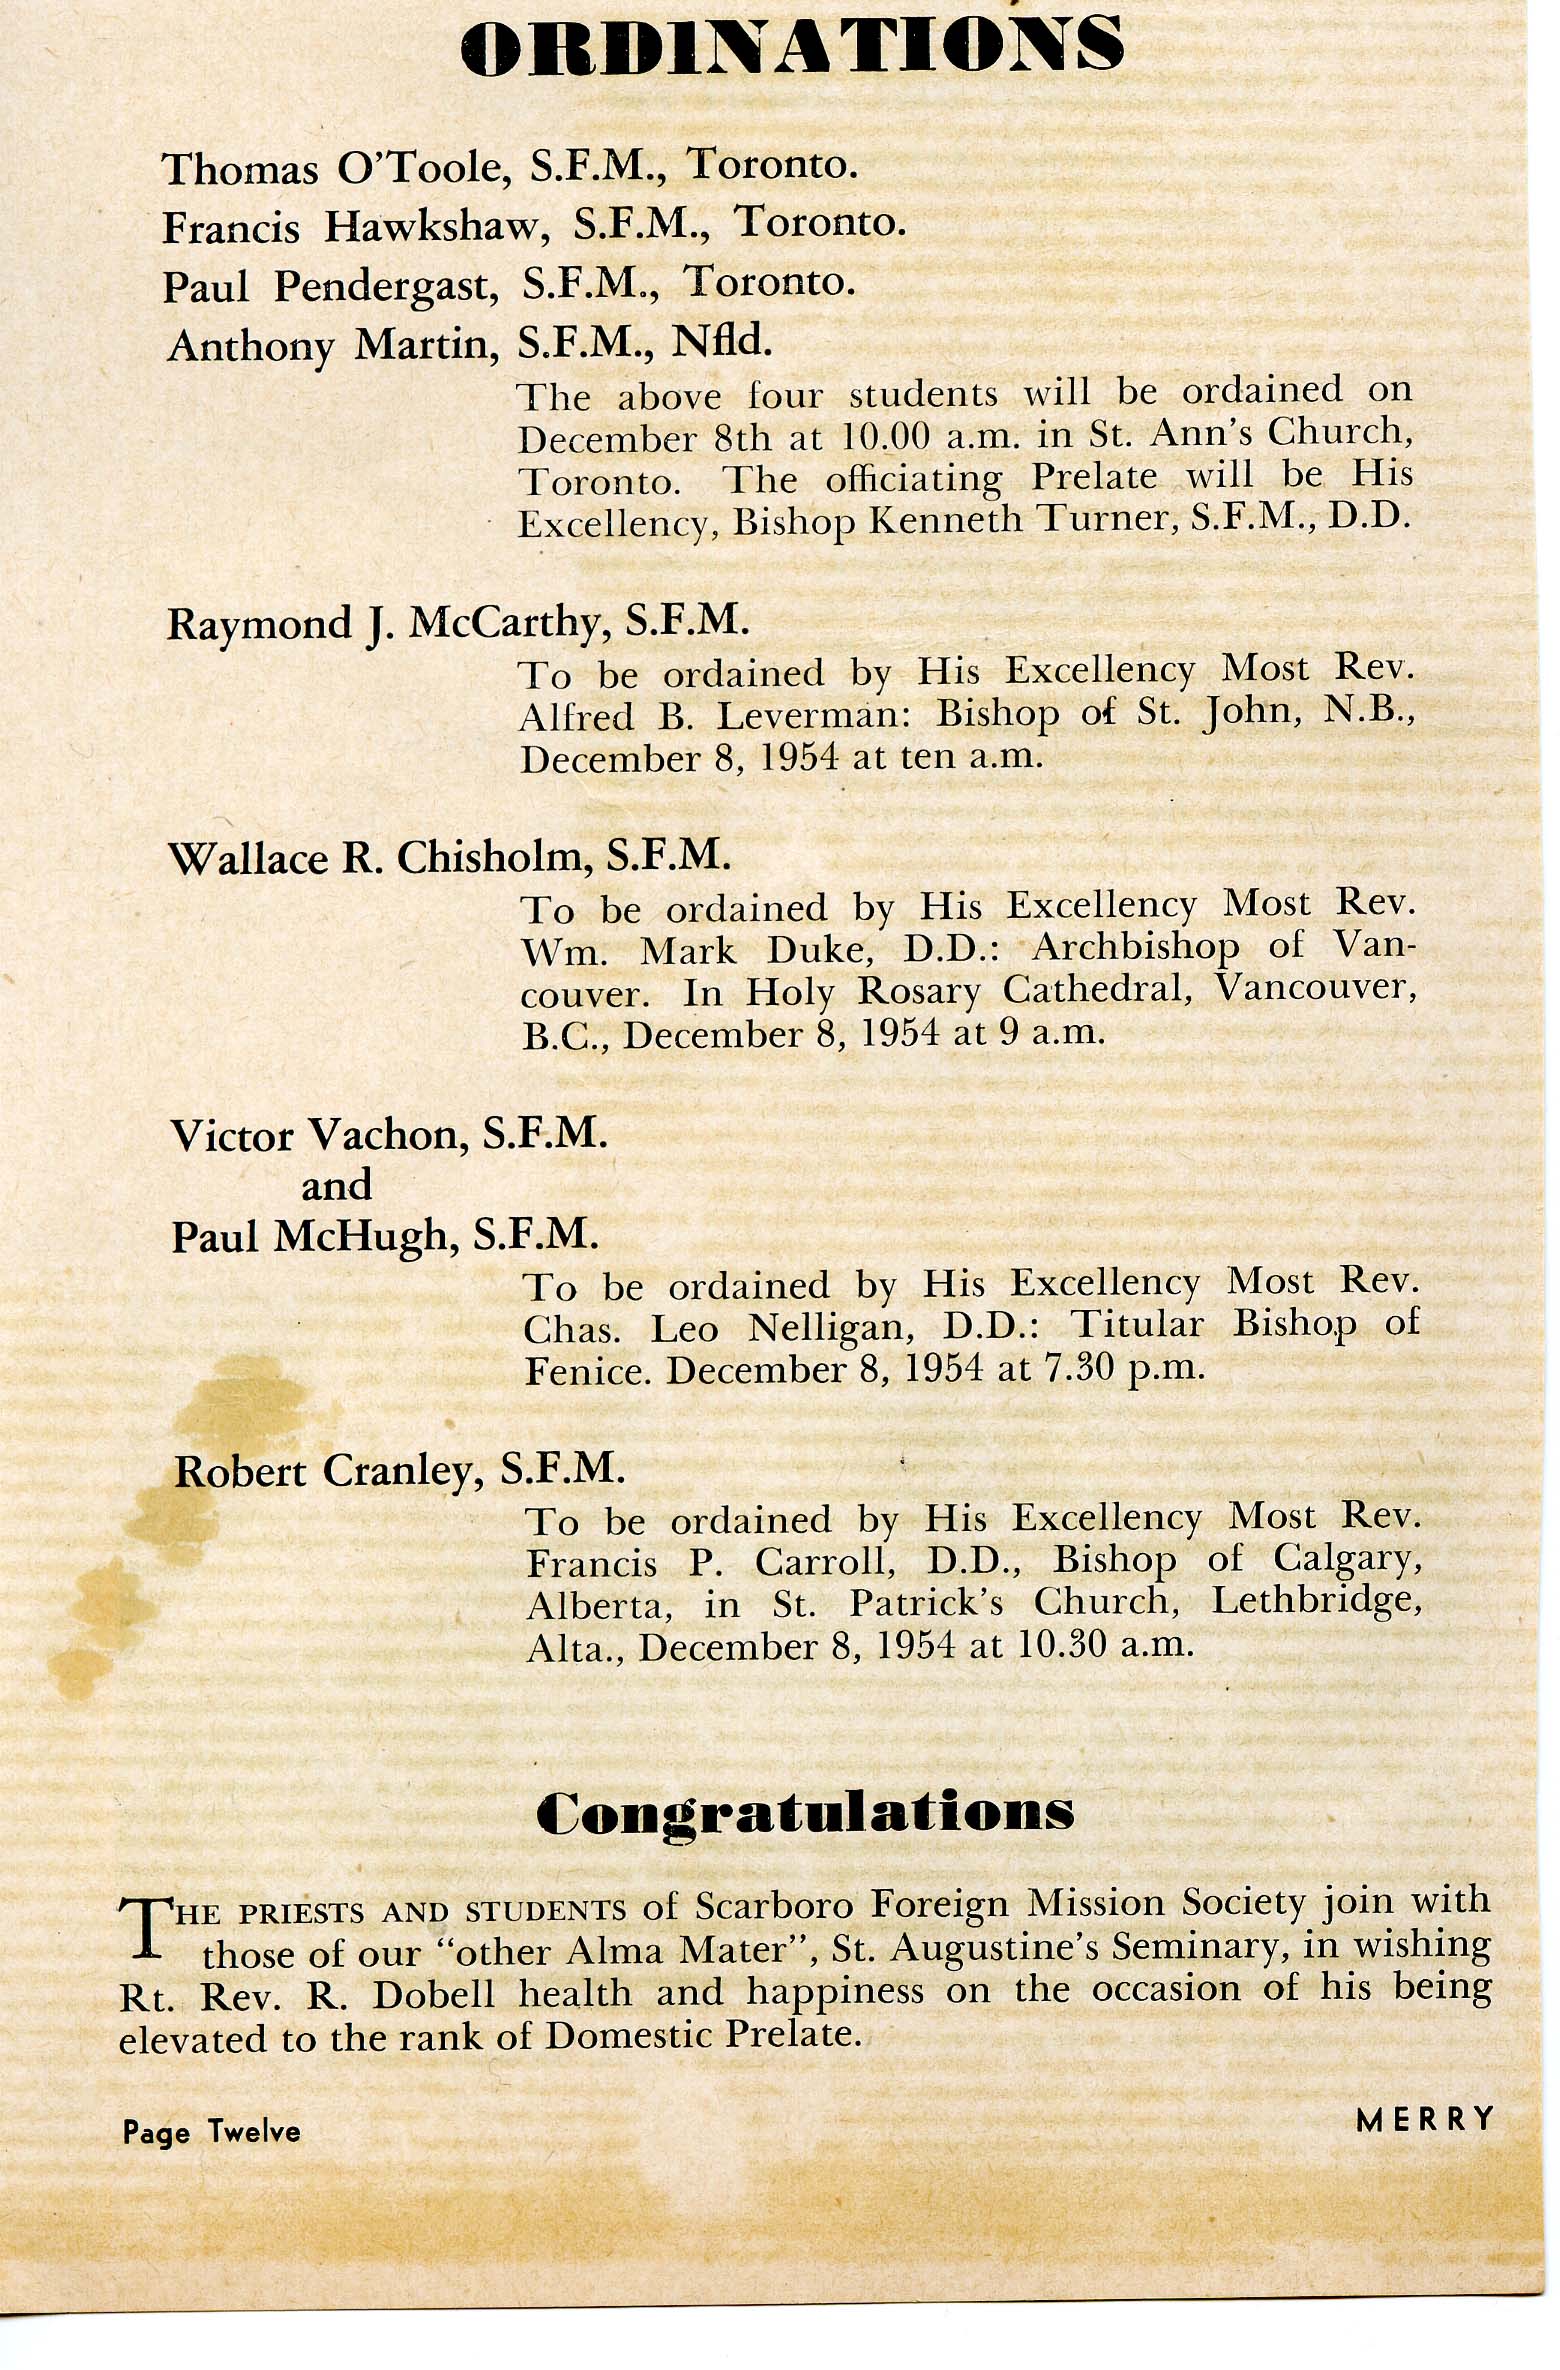 ORDINATIONS
Thomas O'Toole, S.F.M., Toronto.
Francis Hawkshaw, S.F.M., Toronto.
Paul Pendergast, S.F.M., Toronto.
Anthony Martin, S.F.M., Nfld.
The above four students will be ordained on
December 8th at 10.00 a.m. in St. Ann's Church,
Toronto. The officiating Prelate will be His
Excellency, Bishop Kenneth Turner, S.F.M., D.D.
Raymond J. McCarthy, S.F.M.
To be ordained by His Excellency Most Rev.
Alfred B. Leverman: Bishop of St. John, N.B.,
December 8, 1954 at ten a.m.
Wallace R. Chisholm, S.F.M.
To be ordained by His Excellency Most Rev.
Wm. Mark Duke, D.D.: Archbishop of Van-
couver. In Holy Rosary Cathedral, Vancouver,
B.C., December 8, 1954 at 9 a.m.
Victor Vachon, S.F.M.
and
Paul McHugh, S.F.M.
To be ordained by His Excellency Most Rev.
Chas. Leo Nelligan, D.D.: Titular Bishop of
Fenice. December 8, 1954 at 7.30 p.m.
Robert Cranley, S.F.M.
To be ordained by His Excellency Most Rev.
Francis P. Carroll, D.D., Bishop of Calgary,
Alberta, in St. Patrick's Church, Lethbridge,
Alta., December 8, 1954 at 10.30 a.m.
Congratulations
THE PRIESTS AND STUDENTS of Scarboro Foreign Mission Society join with
those of our "other Alma Mater", St. Augustine's Seminary, in wishing
Rt. Rev. R. Dobell health and happiness on the occasion of his being
elevated to the rank of Domestic Prelate.
Page Twelve
MERRY